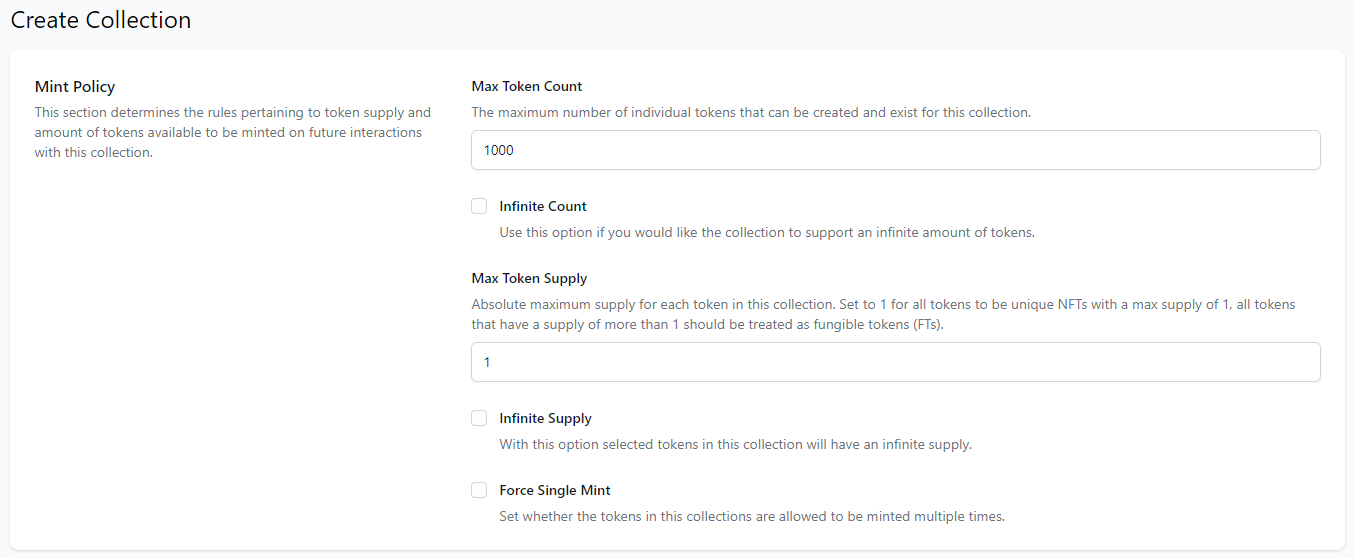 Create Collection
Mint Policy
This section determines the rules pertaining to token supply and
amount of tokens available to be minted on future interactions
with this collection.
Max Token Count
The maximum number of individual tokens that can be created and exist for this collection.
1000
Infinite Count
Use this option if you would like the collection to support an infinite amount of tokens.
Max Token Supply
Absolute maximum supply for each token in this collection. Set to 1 for all tokens to be unique NFTs with a max supply of 1, all tokens
that have a supply of more than 1 should be treated as fungible tokens (FTs).
1
Infinite Supply
With this option selected tokens in this collection will have an infinite supply.
Force Single Mint
Set whether the tokens in this collections are allowed to be minted multiple times.